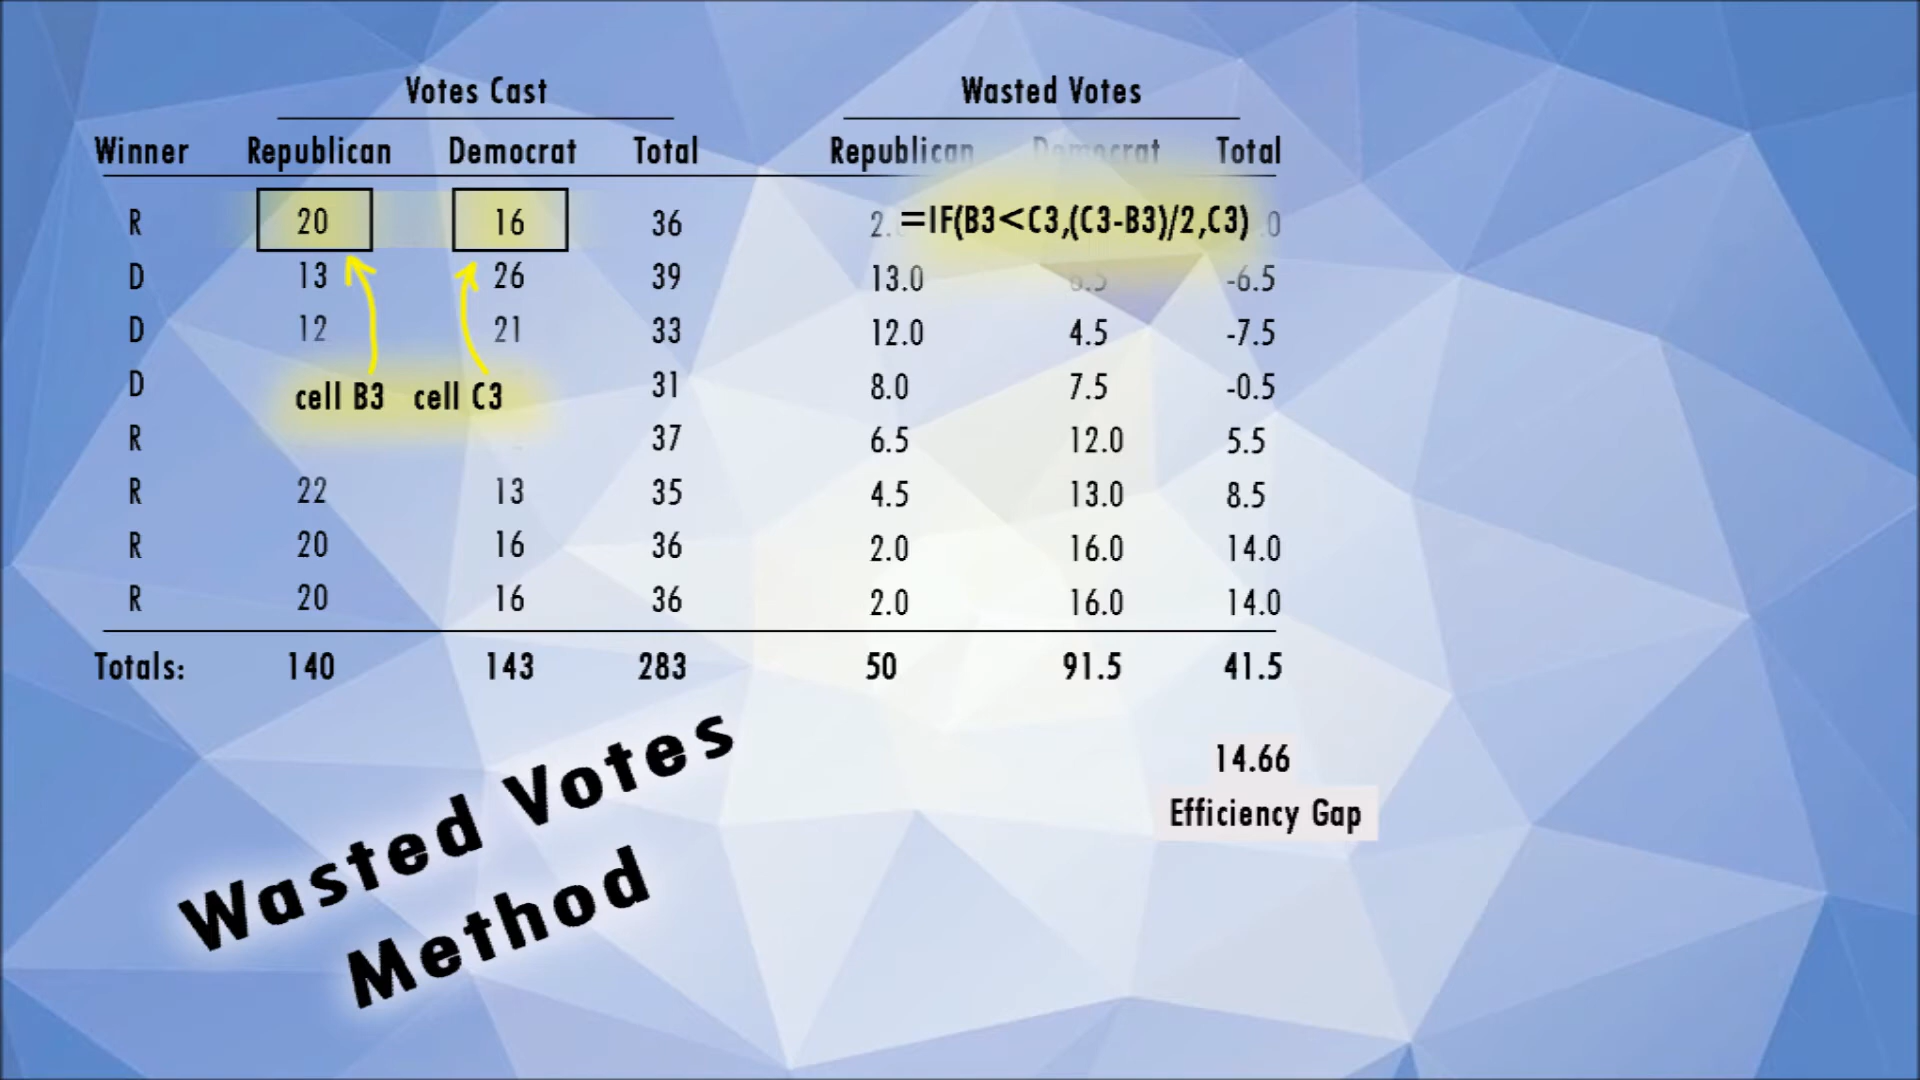 Votes Cast Wasted Votes
Winner Republican Democrat Total Republican Democrat Total
R 20 16 36 2. =IF(B3<C3,(C3-B3)/2,C3) .0
D 13 26 39 13.0 6.5 -6.5
D 12 21 33 12.0 4.5 -7.5
D 31 8.0 7.5 -0.5
cell B3 cell C3
R 37 6.5 12.0 5.5
R 22 13 35 4.5 13.0 8.5
R 20 16 36 2.0 16.0 14.0
R 20 16 36 2.0 16.0 14.0
Totals: 140 143 283 50 91.5 41.5
14.66
Efficiency Gap
Wasted Votes
Method